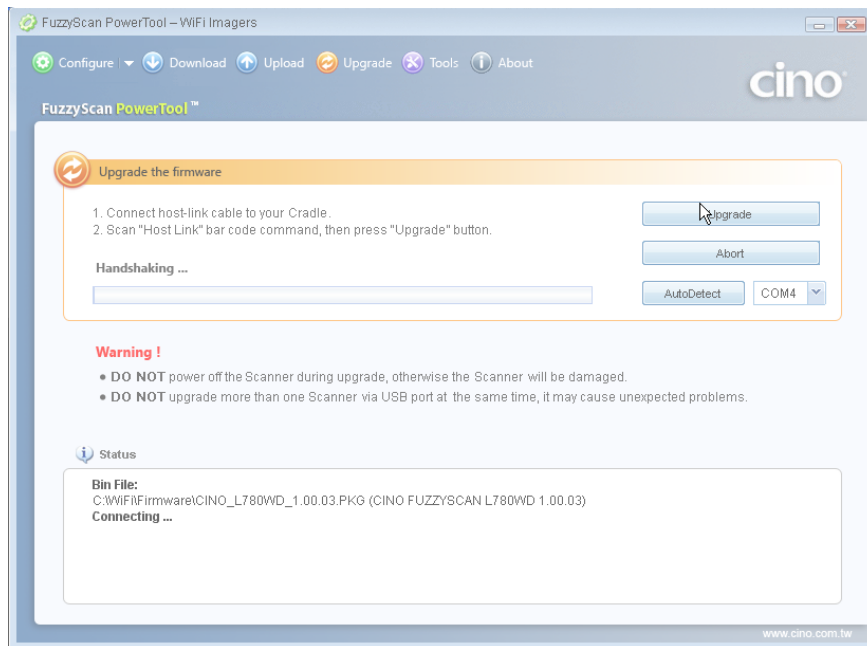 FuzzyScan PowerTool – WiFi Imagers
Configure Download Upload Upgrade Tools About
cino
FuzzyScan PowerTool™
Upgrade the firmware
1. Connect host-link cable to your Cradle.
2. Scan "Host Link" bar code command, then press "Upgrade" button.
Upgrade
Abort
Handshaking ...
AutoDetect COM4
Warning !
• DO NOT power off the Scanner during upgrade, otherwise the Scanner will be damaged.
• DO NOT upgrade more than one Scanner via USB port at the same time, it may cause unexpected problems.
Status
Bin File:
C:\WiFi\Firmware\CINO_L780WD_1.00.03.PKG (CINO FUZZYSCAN L780WD 1.00.03)
Connecting ...
www.cino.com.tw